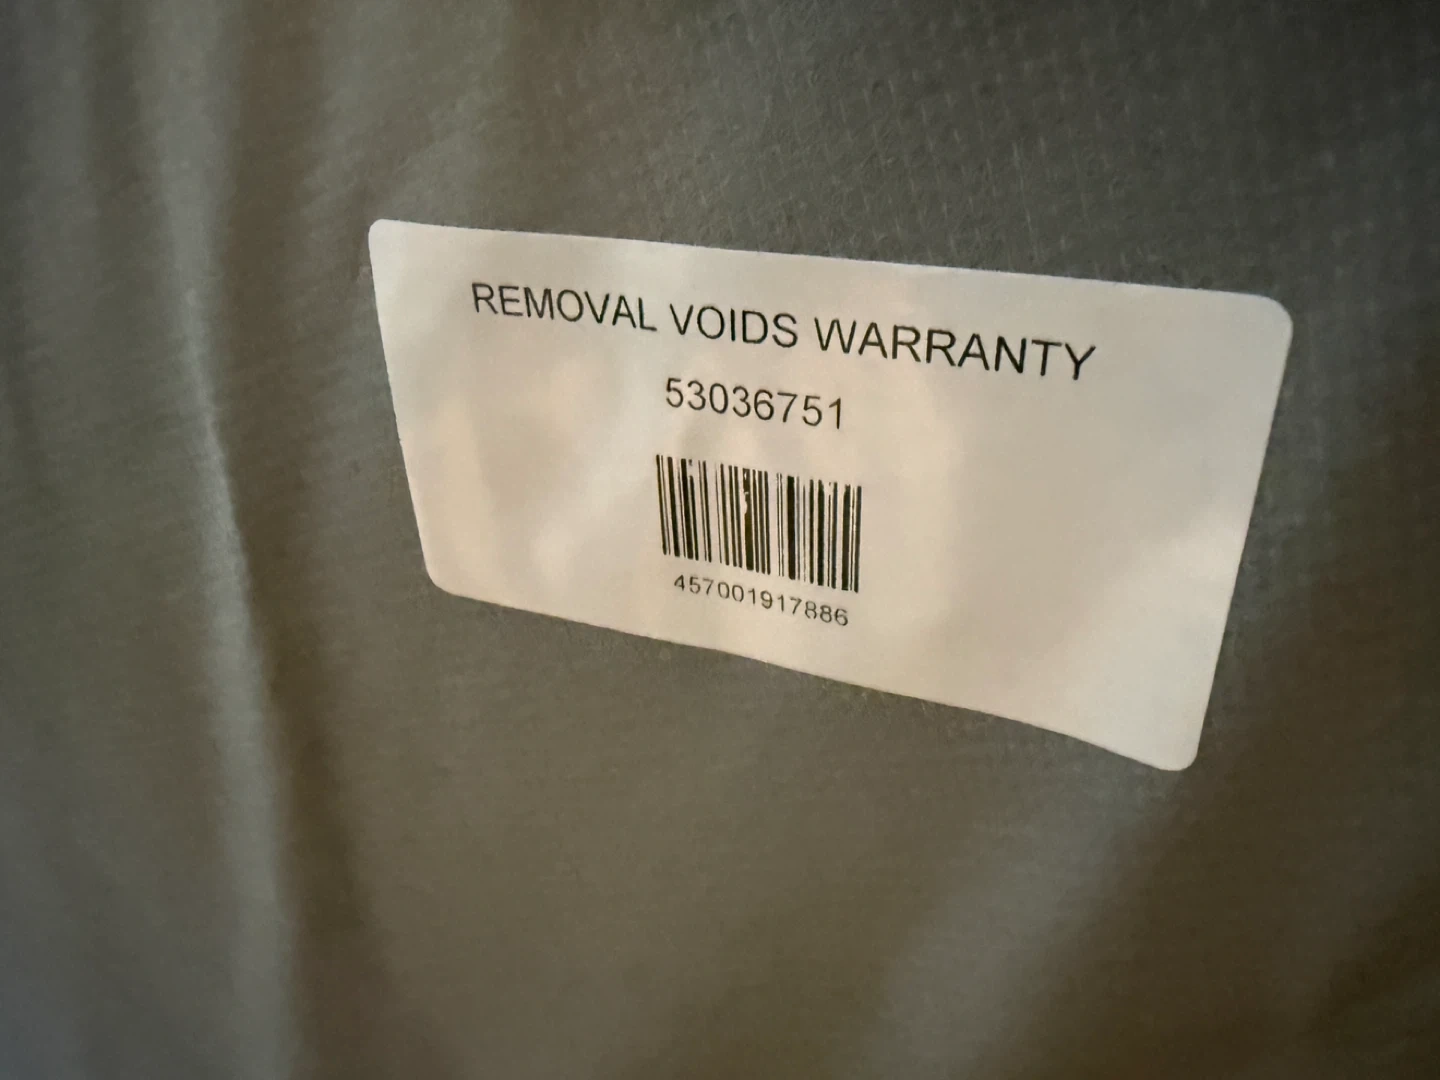 REMOVAL VOIDS WARRANTY
53036751
457001917886